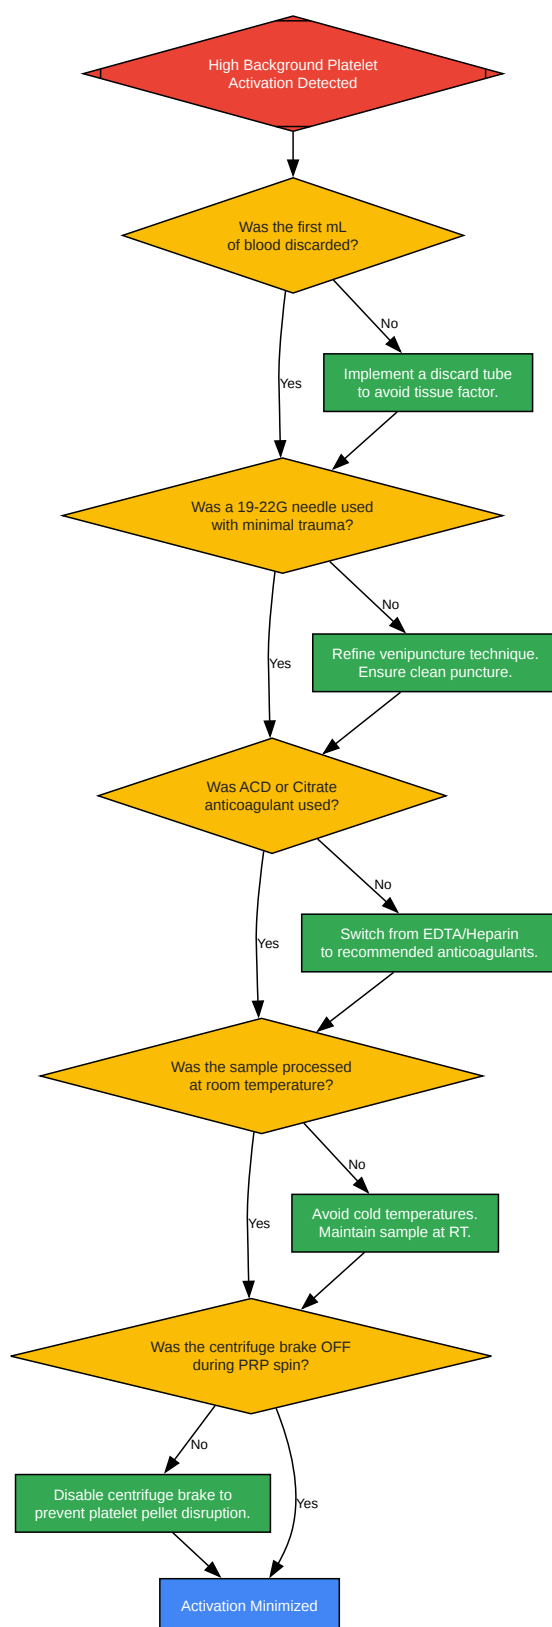 High Background Platelet
Activation Detected
Was the first mL
of blood discarded?
No
Yes
Implement a discard tube
to avoid tissue factor.
Was a 19-22G needle used
with minimal trauma?
No
Yes
Refine venipuncture technique.
Ensure clean puncture.
Was ACD or Citrate
anticoagulant used?
No
Yes
Switch from EDTA/Heparin
to recommended anticoagulants.
Was the sample processed
at room temperature?
No
Yes
Avoid cold temperatures.
Maintain sample at RT.
Was the centrifuge brake OFF
during PRP spin?
No
Yes
Disable centrifuge brake to
prevent platelet pellet disruption.
Activation Minimized